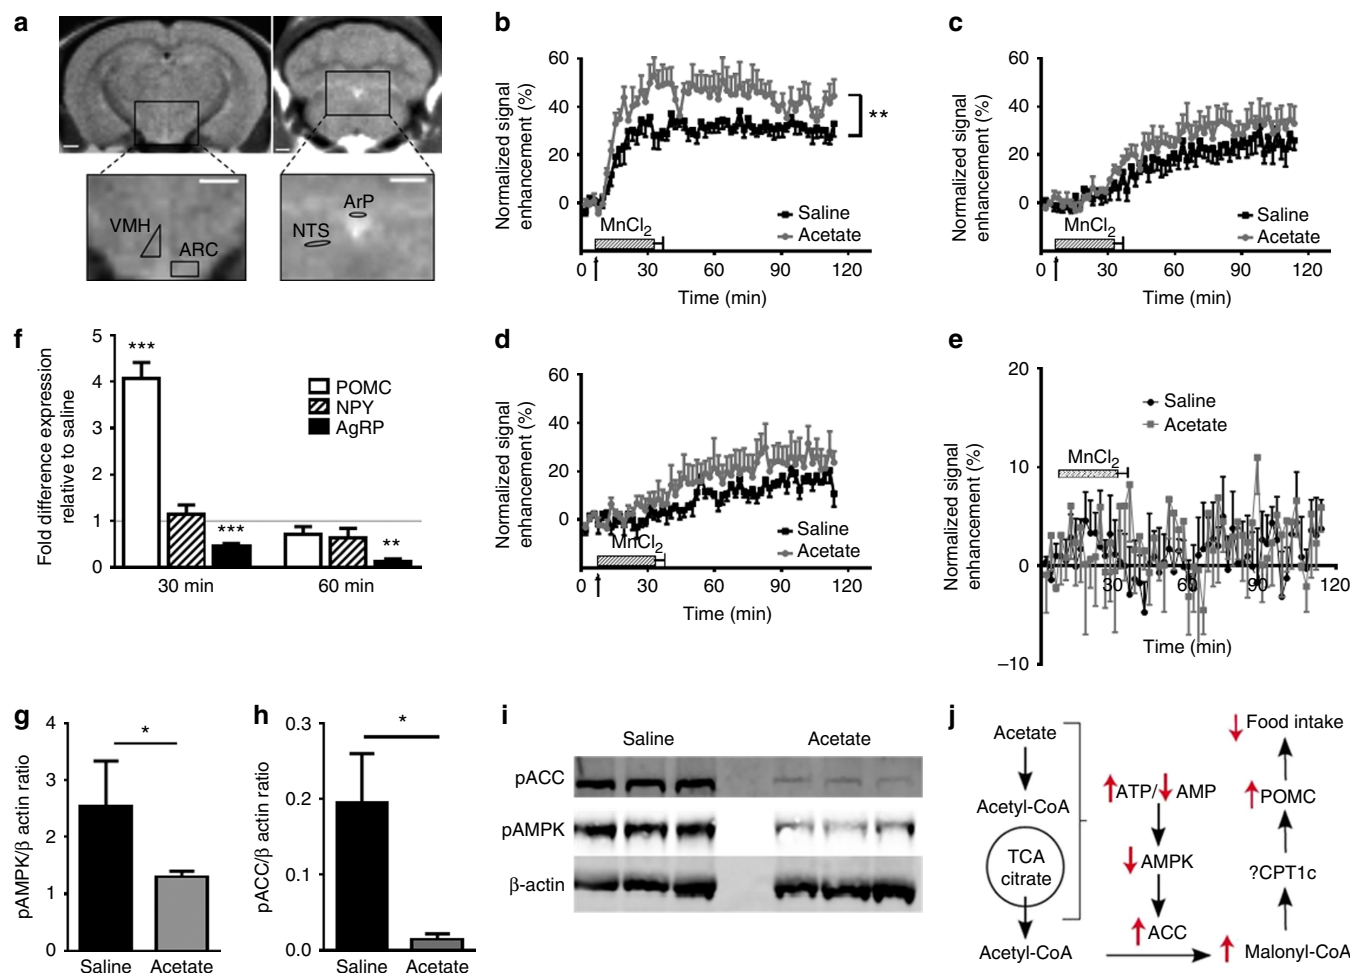 a
VMH
ARC
ArP
NTS
b
Normalized signal
enhancement (%)
60
40
20
0
**
Saline
Acetate
MnCl2
0 30 60 90 120
Time (min)
c
Normalized signal
enhancement (%)
60
40
20
0
Saline
Acetate
MnCl2
0 30 60 90 120
Time (min)
f
Fold difference expression
relative to saline
5
4
3
2
1
0
***
***
**
POMC
NPY
AgRP
30 min 60 min
d
Normalized signal
enhancement (%)
60
40
20
0
Saline
Acetate
MnCl2
0 30 60 90 120
Time (min)
e
Normalized signal
enhancement (%)
20
10
0
–10
Saline
Acetate
MnCl2
30 60 90 120
Time (min)
g
pAMPK/β actin ratio
4
3
2
1
0
*
Saline Acetate
h
pACC/β actin ratio
0.3
0.2
0.1
0.0
*
Saline Acetate
i
Saline Acetate
pACC
pAMPK
β-actin
j
Acetate
Acetyl-CoA
TCA
citrate
Acetyl-CoA
ATP/ AMP
AMPK
ACC
Food intake
POMC
?CPT1c
Malonyl-CoA